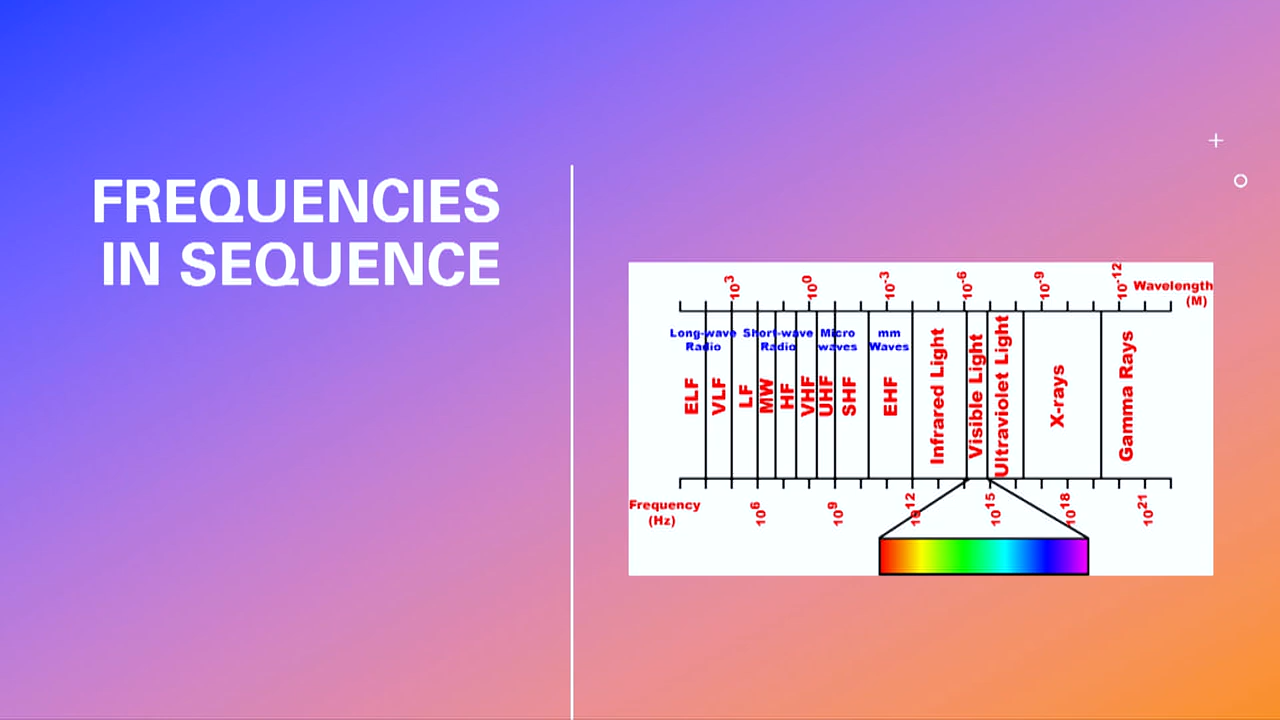 FREQUENCIES
IN SEQUENCE
10³ 10⁰ 10⁻³ 10⁻⁶ 10⁻⁹ 10⁻¹² Wavelength
(M)
Long-wave Radio
Short-wave Radio
Micro waves
mm Waves
ELF VLF LF MW HF VHF UHF SHF EHF Infrared Light Visible Light Ultraviolet Light X-rays Gamma Rays
Frequency
(Hz)
10⁶ 10⁹ 10¹² 10¹⁵ 10¹⁸ 10²¹